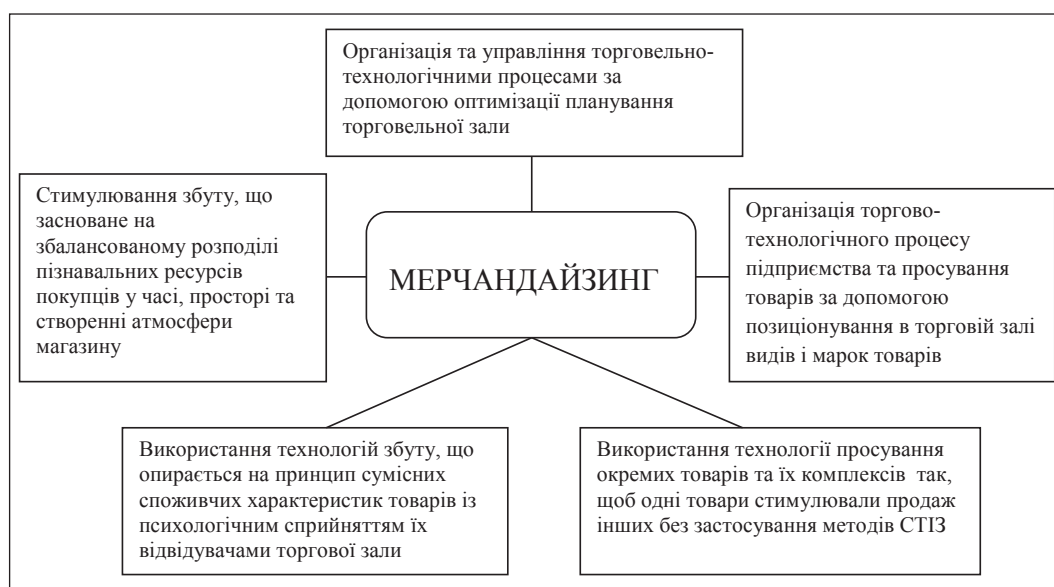 Організація та управління торговельно-
технологічними процесами за
допомогою оптимізації планування
торговельної зали
Стимулювання збуту, що
засноване на
збалансованому розподілі
пізнавальних ресурсів
покупців у часі, просторі та
створенні атмосфери
магазину
МЕРЧАНДАЙЗИНГ
Організація торгово-
технологічного процесу
підприємства та просування
товарів за допомогою
позиціонування в торговій залі
видів і марок товарів
Використання технологій збуту, що
опирається на принцип сумісних
споживчих характеристик товарів із
психологічним сприйняттям їх
відвідувачами торгової зали
Використання технології просування
окремих товарів та їх комплексів так,
щоб одні товари стимулювали продаж
інших без застосування методів СТІЗ